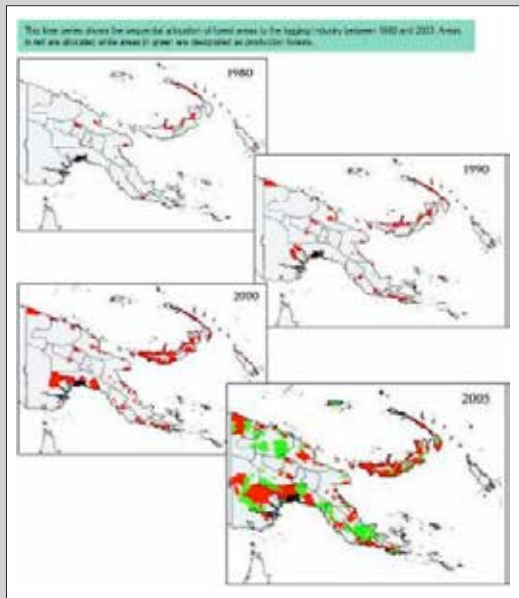 This time series shows the sequential allocation of forest areas to the logging industry between 1980 and 2003. Areas
in red are allocated while areas in green are designated as production forests.
1980
1990
2000
2003